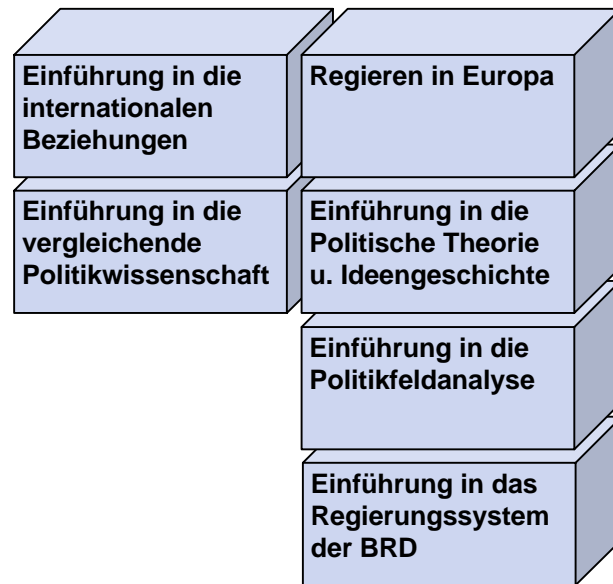 Einführung in die
internationalen
Beziehungen
Regieren in Europa
Einführung in die
vergleichende
Politikwissenschaft
Einführung in die
Politische Theorie
u. Ideengeschichte
Einführung in die
Politikfeldanalyse
Einführung in das
Regierungssystem
der BRD